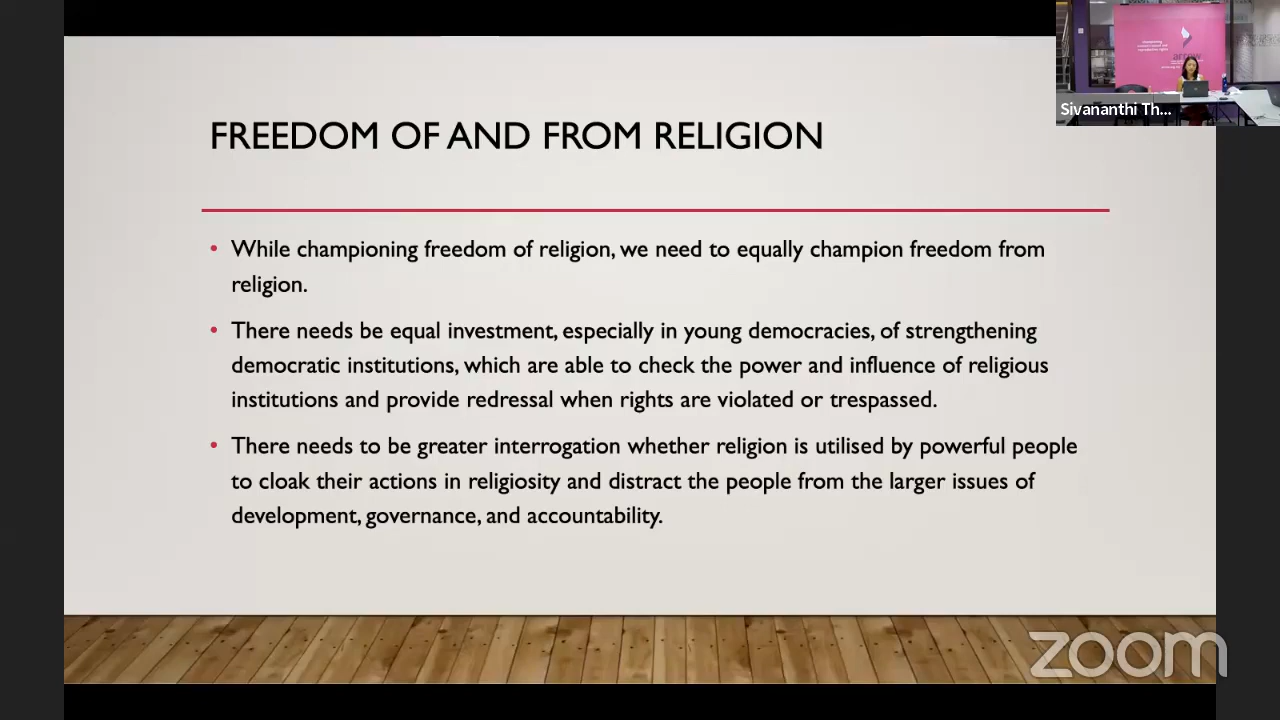 FREEDOM OF AND FROM RELIGION
• While championing freedom of religion, we need to equally champion freedom from
religion.
• There needs be equal investment, especially in young democracies, of strengthening
democratic institutions, which are able to check the power and influence of religious
institutions and provide redressal when rights are violated or trespassed.
• There needs to be greater interrogation whether religion is utilised by powerful people
to cloak their actions in religiosity and distract the people from the larger issues of
development, governance, and accountability.
Sivananthi Th...
zoom